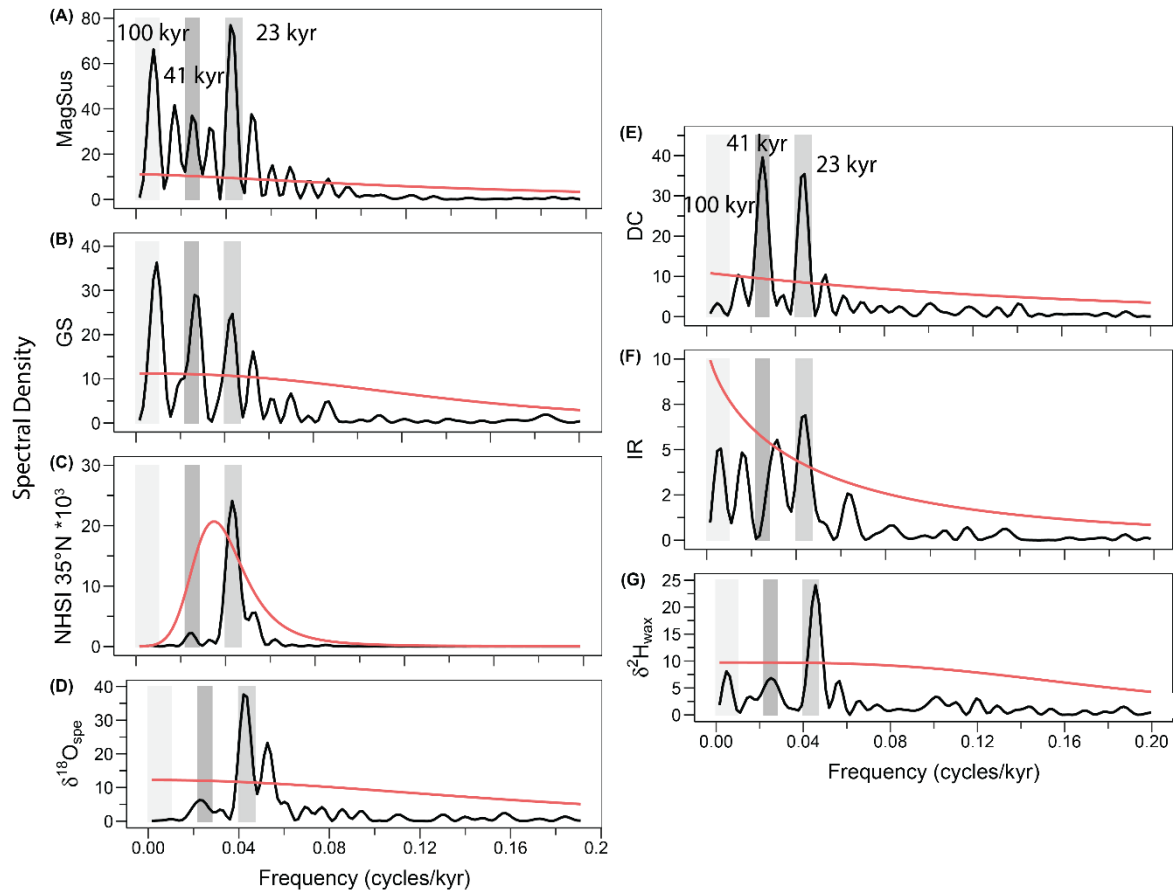 Spectral Density
(A)
MagSus
80
60
40
20
0
100 kyr
41 kyr
23 kyr
(B)
GS
40
30
20
10
0
(C)
NHSI 35°N *10³
30
20
10
0
(D)
δ¹⁸Ospe
40
30
20
10
0
0.00 0.04 0.08 0.12 0.16 0.2
Frequency (cycles/kyr)
(E)
DC
40
30
20
10
0
100 kyr
41 kyr
23 kyr
(F)
IR
10
8
5
2
0
(G)
δ²Hwax
25
20
15
10
5
0
0.00 0.04 0.08 0.12 0.16 0.20
Frequency (cycles/kyr)